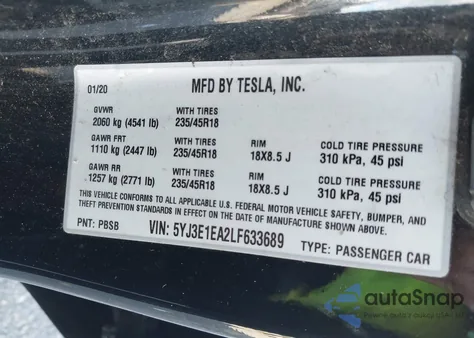 01/20 MFD BY TESLA, INC.
GVWR WITH TIRES
2060 kg (4541 lb) 235/45R18
GAWR FRT WITH TIRES RIM COLD TIRE PRESSURE
1110 kg (2447 lb) 235/45R18 18X8.5 J 310 kPa, 45 psi
GAWR RR WITH TIRES RIM COLD TIRE PRESSURE
1257 kg (2771 lb) 235/45R18 18X8.5 J 310 kPa, 45 psi
THIS VEHICLE CONFORMS TO ALL APPLICABLE U.S. FEDERAL MOTOR VEHICLE SAFETY, BUMPER, AND
THEFT PREVENTION STANDARDS IN EFFECT ON THE DATE OF MANUFACTURE SHOWN ABOVE.
PNT: PBSB VIN: 5YJ3E1EA2LF633689 TYPE: PASSENGER CAR
autoSnap